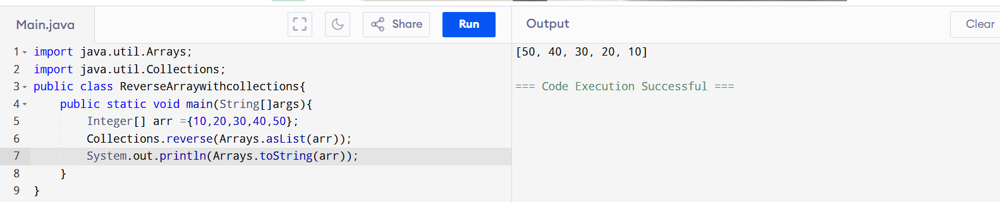 Main.java
Share
Run
Output
Clear
1 import java.util.Arrays;
2 import java.util.Collections;
3 public class ReverseArraywithcollections{
4     public static void main(String[]args){
5         Integer[] arr ={10,20,30,40,50};
6         Collections.reverse(Arrays.asList(arr));
7         System.out.println(Arrays.toString(arr));
8     }
9 }
[50, 40, 30, 20, 10]
=== Code Execution Successful ===